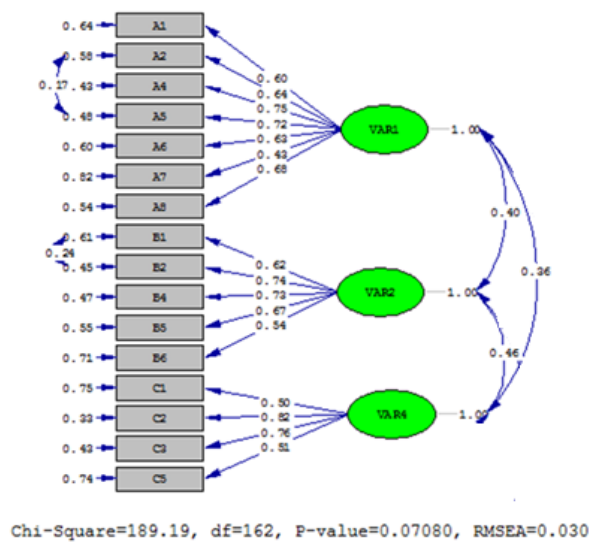 0.64 A1
0.58 A2
0.17 0.43 A4
0.48 A5
0.60 A6
0.82 A7
0.54 A8
0.61 B1
0.24
0.45 B2
0.47 B4
0.55 B5
0.71 B6
0.75 C1
0.33 C2
0.43 C3
0.74 C5
0.60
0.64
0.75
0.72
0.63
0.43
0.68
0.62
0.74
0.73
0.67
0.54
0.50
0.82
0.76
0.51
VAR1 1.00
VAR2 1.00
VAR4 1.00
0.40
0.36
0.46
Chi-Square=189.19, df=162, P-value=0.07080, RMSEA=0.030